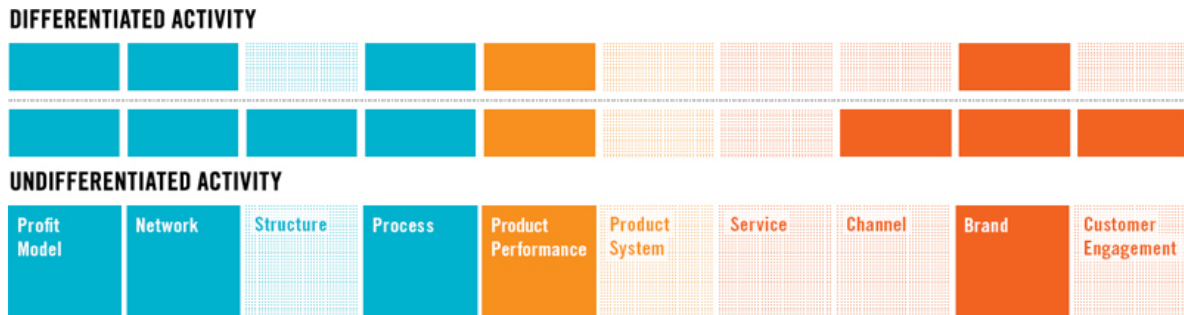 DIFFERENTIATED ACTIVITY
UNDIFFERENTIATED ACTIVITY
Profit
Model
Network
Structure
Process
Product
Performance
Product
System
Service
Channel
Brand
Customer
Engagement